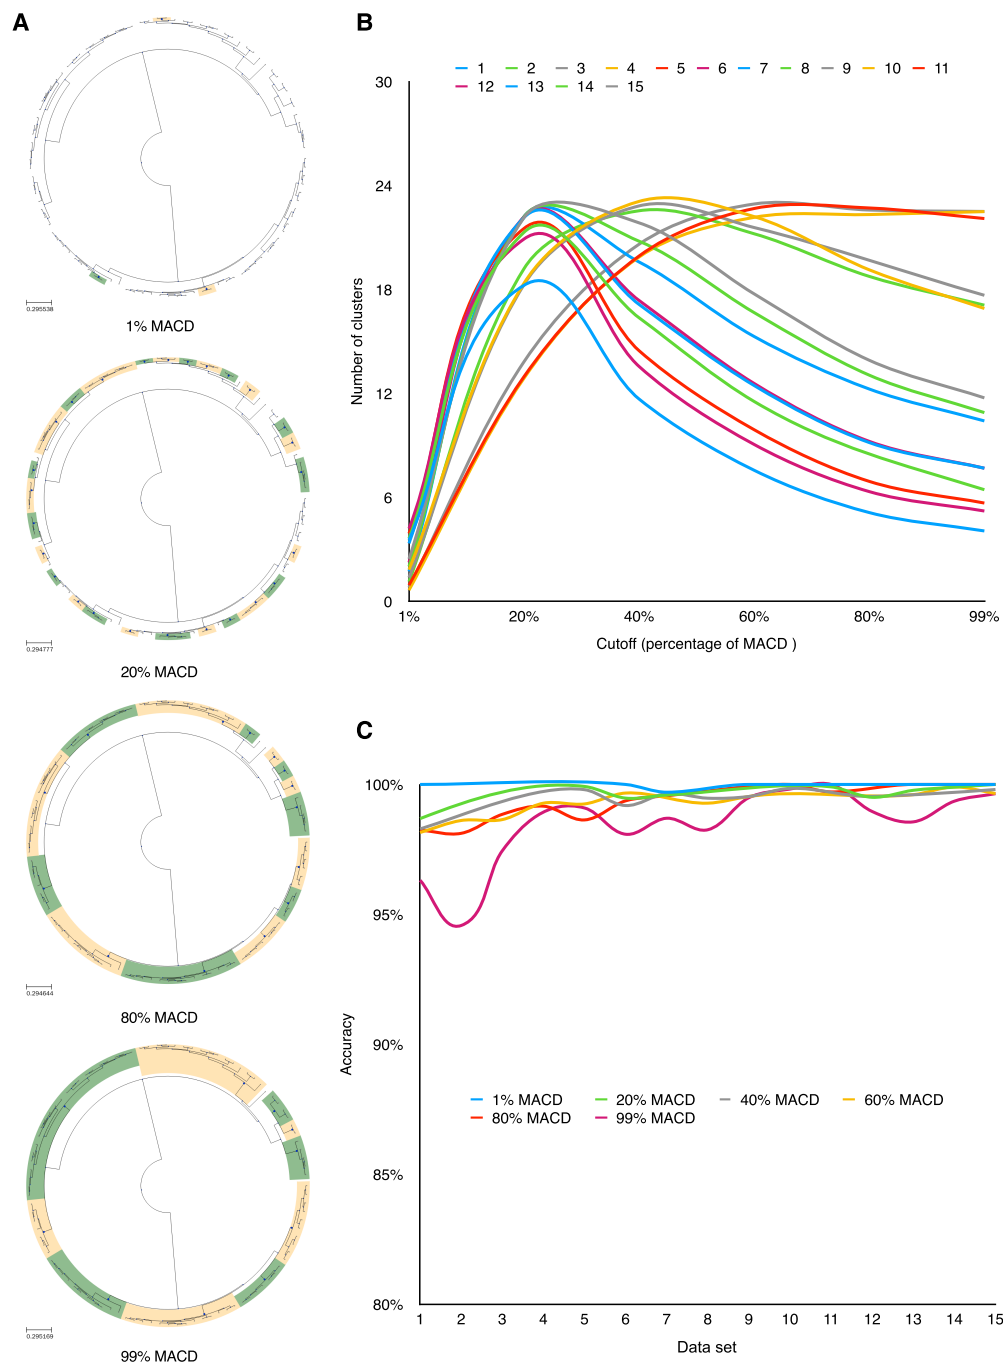 A
0.295538
1% MACD
0.294777
20% MACD
0.294644
80% MACD
0.295169
99% MACD
B
1 2 3 4 5 6 7 8 9 10 11
12 13 14 15
30
24
18
12
6
0
Number of clusters
1% 20% 40% 60% 80% 99%
Cutoff (percentage of MACD )
C
100%
95%
90%
85%
80%
Accuracy
1% MACD 20% MACD 40% MACD 60% MACD
80% MACD 99% MACD
1 2 3 4 5 6 7 8 9 10 11 12 13 14 15
Data set